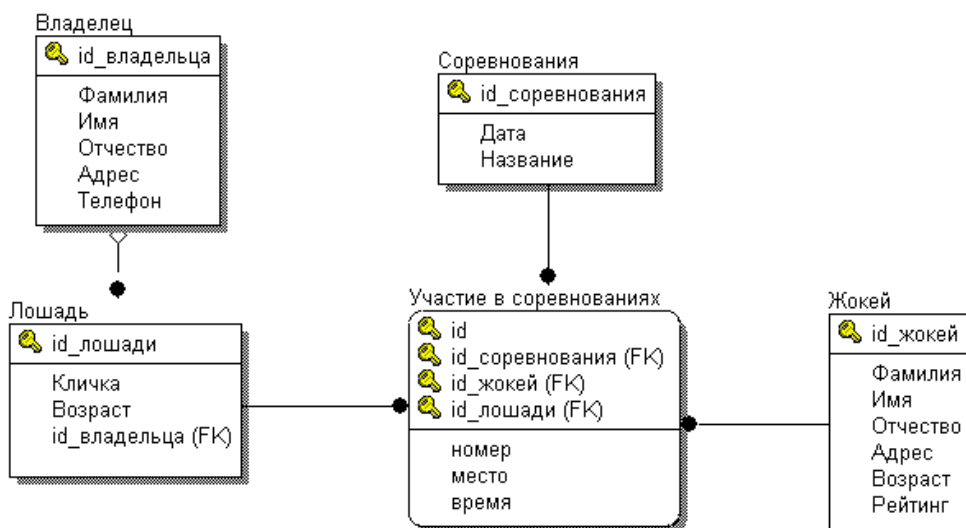 Владелец
id_владельца
Фамилия
Имя
Отчество
Адрес
Телефон
Соревнования
id_соревнования
Дата
Название
Лошадь
id_лошади
Кличка
Возраст
id_владельца (FK)
Участие в соревнованиях
id
id_соревнования (FK)
id_жокей (FK)
id_лошади (FK)
номер
место
время
Жокей
id_жокей
Фамилия
Имя
Отчество
Адрес
Возраст
Рейтинг